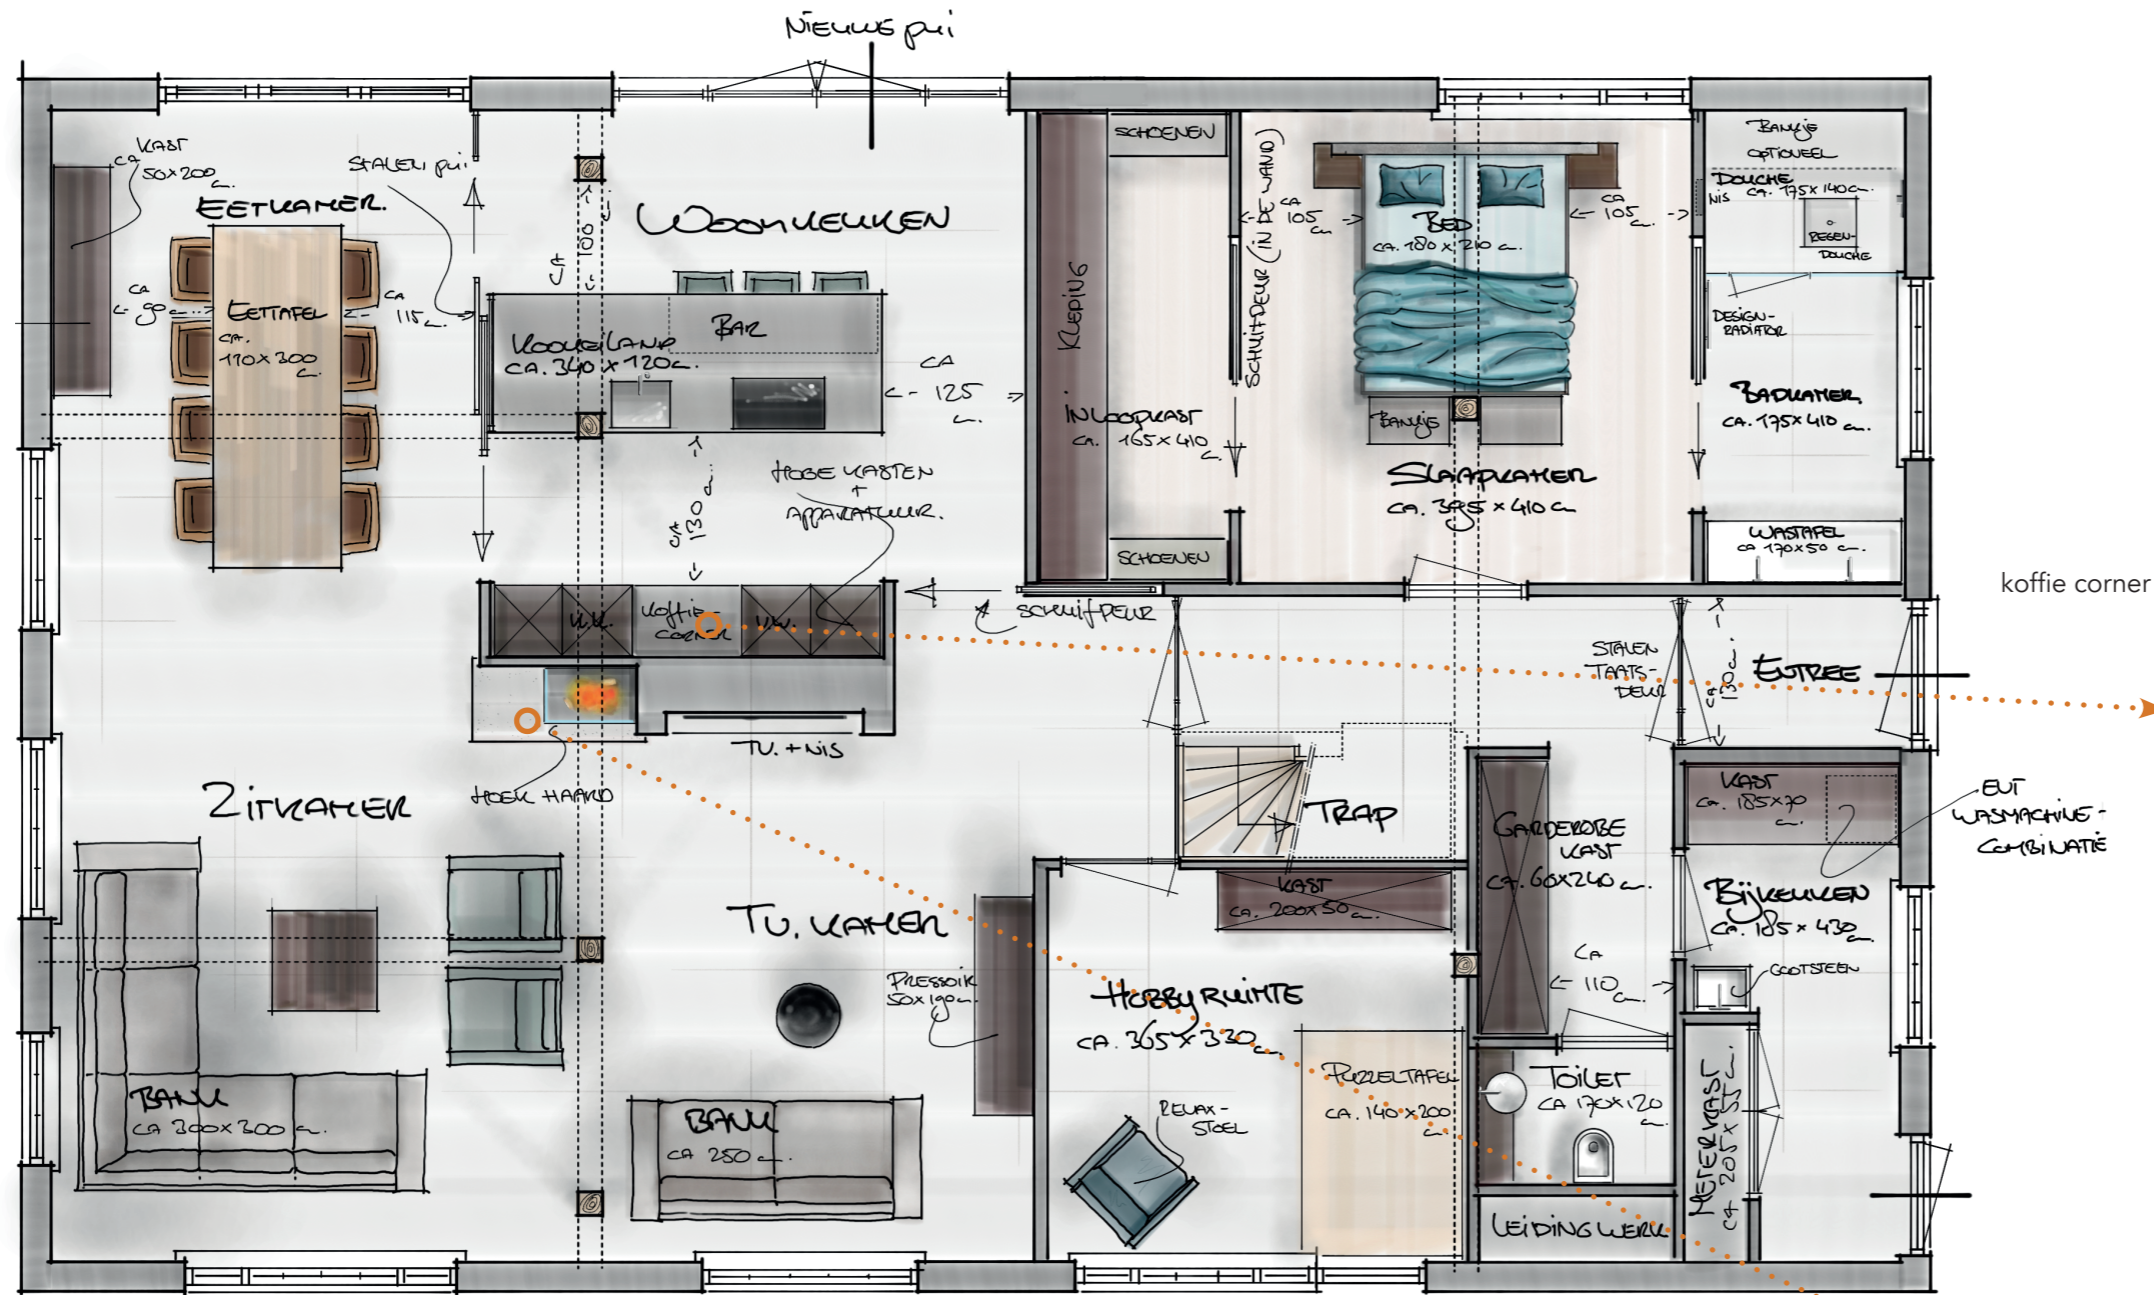 NIEUWE pui
KAST
CA 50x200 cm.
STALEN pui.
EETKAMER.
CA 90 cm.
EETTAFEL
CA.
110x300 cm.
CA 115 cm.
CA 100 cm.
WOONKEUKEN
KOOKEILAND
CA. 340 x 120 cm.
BAR
CA 125 cm.
CA 130 cm.
HOGE KASTEN
+
APPARATUUR.
K.K.
KOFFIE-
CORNER
V.K.
SCHUIFDEUR
SCHOENEN
KLEDING
INLOOPKAST
CA. 165x410 cm.
SCHOENEN
SCHUIFDEUR (IN DE WAND)
CA 105 cm
BED
CA. 180 x 210 cm.
CA 105 cm.
BANKJE
SLAAPKAMER
CA. 395 x 410 cm
BANKJE
OPTIONEEL
DOUCHE
CA. 175x140 cm.
NIS
REGEN-
DOUCHE
DESIGN-
RADIATOR
BADKAMER.
CA. 175x410 cm.
WASTAFEL
CA 170x50 cm.
koffie corner
STALEN
TAATS-
DEUR
CA 130 cm.
ENTREE
TV. + NIS
HOEK HAARD
ZITKAMER
TV. KAMER
TRAP
GARDEROBE
KAST
CA. 60x240 cm.
KAST
CA. 185x70 cm.
EUT
WASMACHINE-
COMBINATIE
BIJKEUKEN
CA. 185 x 430 cm.
GOOTSTEEN
KAST
CA. 200x50 cm.
CA 110 cm.
DRESSOIR
50x190 cm.
HOBBYRUIMTE
CA. 365 x 330 cm.
PUZZELTAFEL
CA. 140 x 200 cm.
RELAX-
STOEL
TOILET
CA 170x120 cm.
METERKAST
CA 205 x 55 cm.
BANK
CA 300x300 cm.
BANK
CA 250 cm.
LEIDINGWERK